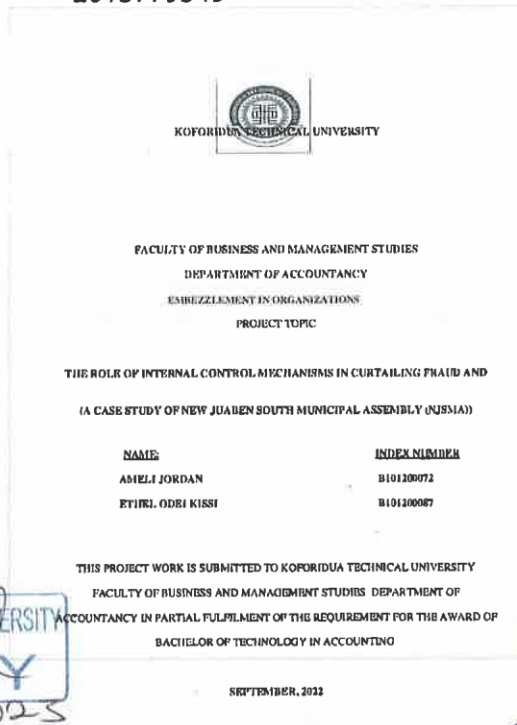 KOFORIDUA TECHNICAL UNIVERSITY
FACULTY OF BUSINESS AND MANAGEMENT STUDIES
DEPARTMENT OF ACCOUNTANCY
EMBEZZLEMENT IN ORGANIZATIONS
PROJECT TOPIC
THE ROLE OF INTERNAL CONTROL MECHANISMS IN CURTAILING FRAUD AND
(A CASE STUDY OF NEW JUABEN SOUTH MUNICIPAL ASSEMBLY (NJSMA))
NAME: INDEX NUMBER
AMELI JORDAN B101200072
ETHEL ODEI KISSI B101200087
THIS PROJECT WORK IS SUBMITTED TO KOFORIDUA TECHNICAL UNIVERSITY
FACULTY OF BUSINESS AND MANAGEMENT STUDIES DEPARTMENT OF
ACCOUNTANCY IN PARTIAL FULFILMENT OF THE REQUIREMENT FOR THE AWARD OF
BACHELOR OF TECHNOLOGY IN ACCOUNTING
ERSITY
Y
SEPTEMBER, 2022